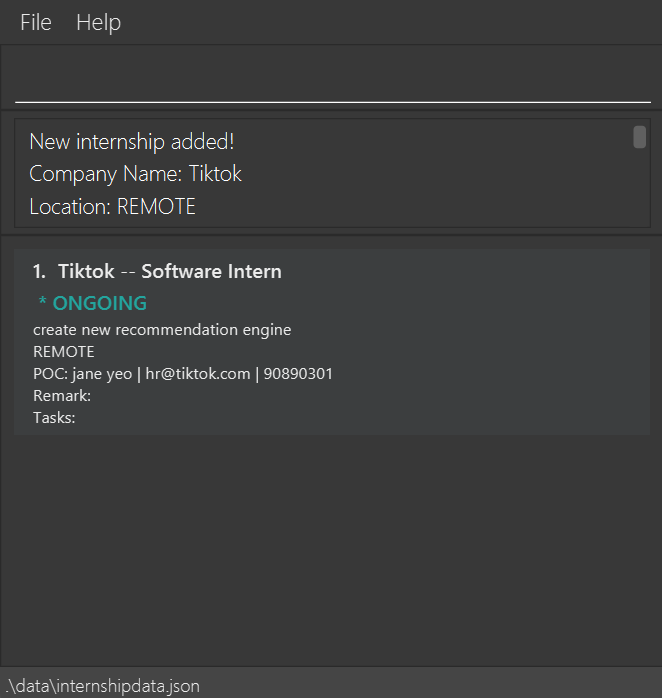 File Help
New internship added!
Company Name: Tiktok
Location: REMOTE
1. Tiktok -- Software Intern
* ONGOING
create new recommendation engine
REMOTE
POC: jane yeo | hr@tiktok.com | 90890301
Remark:
Tasks:
.\data\internshipdata.json